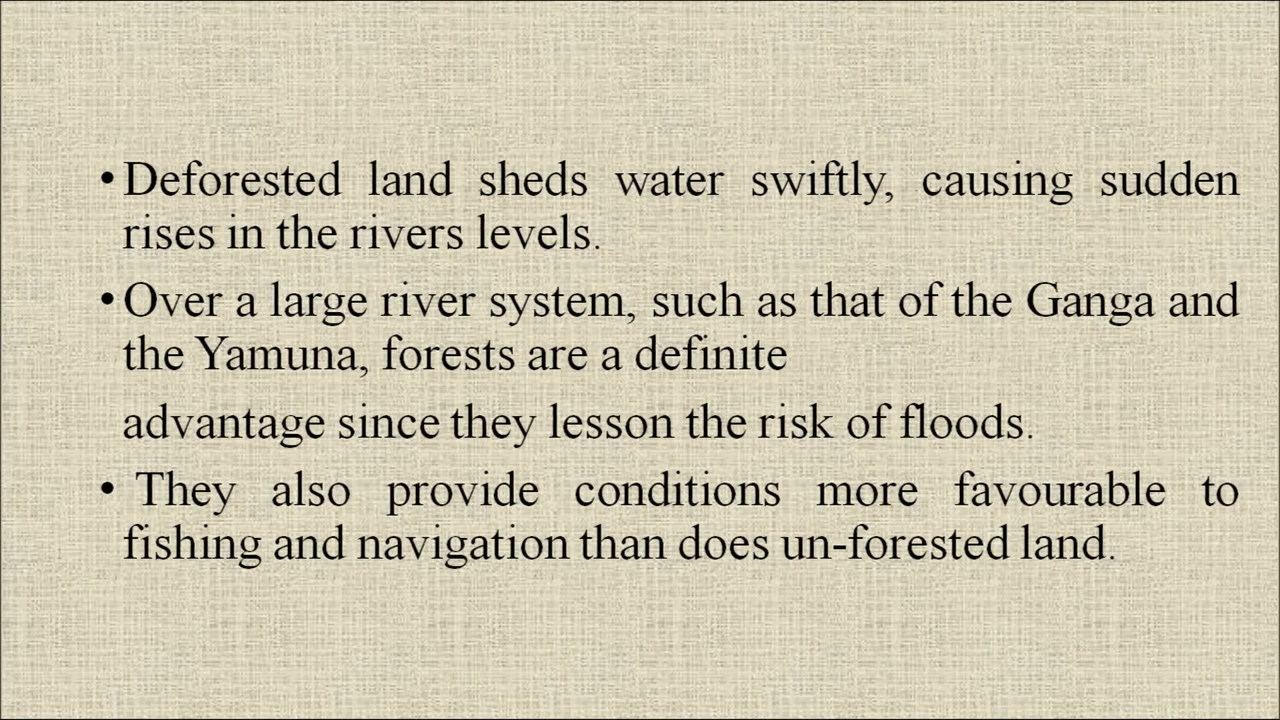 • Deforested land sheds water swiftly, causing sudden
rises in the rivers levels.
• Over a large river system, such as that of the Ganga and
the Yamuna, forests are a definite
advantage since they lesson the risk of floods.
• They also provide conditions more favourable to
fishing and navigation than does un-forested land.